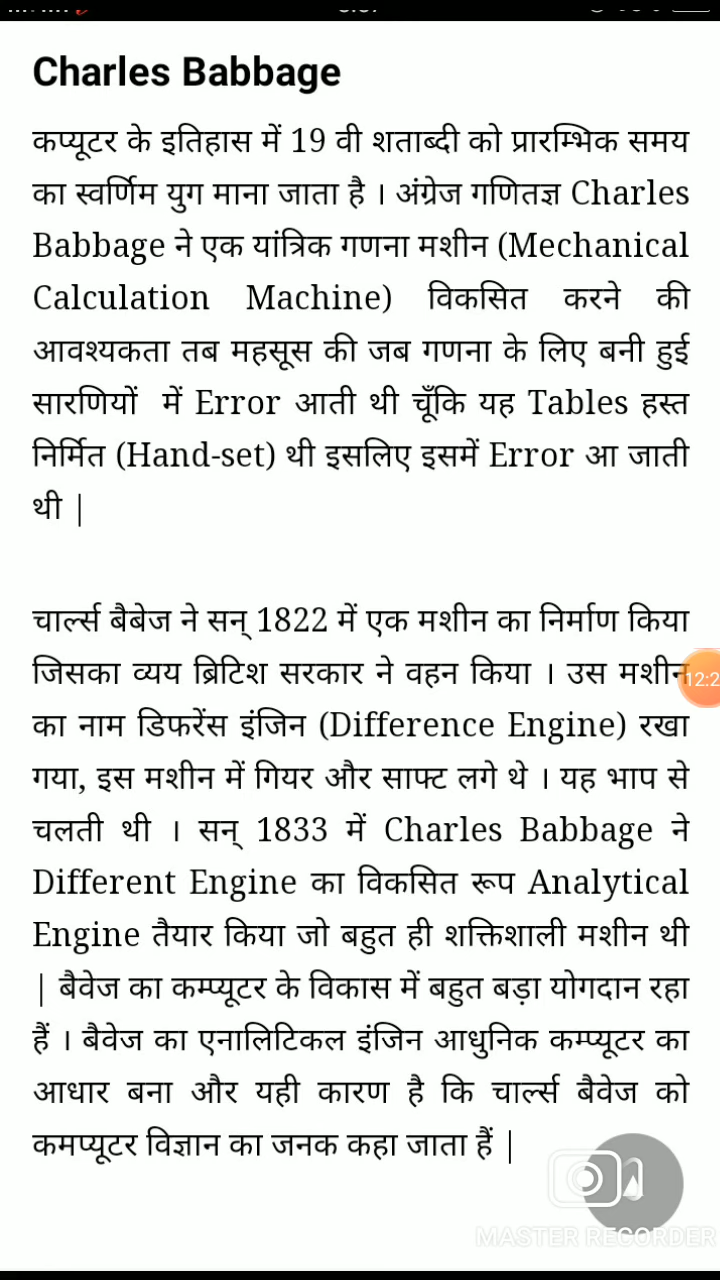 Charles Babbage
कप्यूटर के इतिहास में 19 वी शताब्दी को प्रारम्भिक समय
का स्वर्णिम युग माना जाता है । अंग्रेज गणितज्ञ Charles
Babbage ने एक यांत्रिक गणना मशीन (Mechanical
Calculation Machine) विकसित करने की
आवश्यकता तब महसूस की जब गणना के लिए बनी हुई
सारणियों में Error आती थी चूँकि यह Tables हस्त
निर्मित (Hand-set) थी इसलिए इसमें Error आ जाती
थी |
चार्ल्स बैबेज ने सन् 1822 में एक मशीन का निर्माण किया
जिसका व्यय ब्रिटिश सरकार ने वहन किया । उस मशीन
12:2
का नाम डिफरेंस इंजिन (Difference Engine) रखा
गया, इस मशीन में गियर और साफ्ट लगे थे । यह भाप से
चलती थी । सन् 1833 में Charles Babbage ने
Different Engine का विकसित रूप Analytical
Engine तैयार किया जो बहुत ही शक्तिशाली मशीन थी
| बैवेज का कम्प्यूटर के विकास में बहुत बड़ा योगदान रहा
हैं । बैवेज का एनालिटिकल इंजिन आधुनिक कम्प्यूटर का
आधार बना और यही कारण है कि चार्ल्स बैवेज को
कमप्यूटर विज्ञान का जनक कहा जाता हैं |
MASTER RECORDER